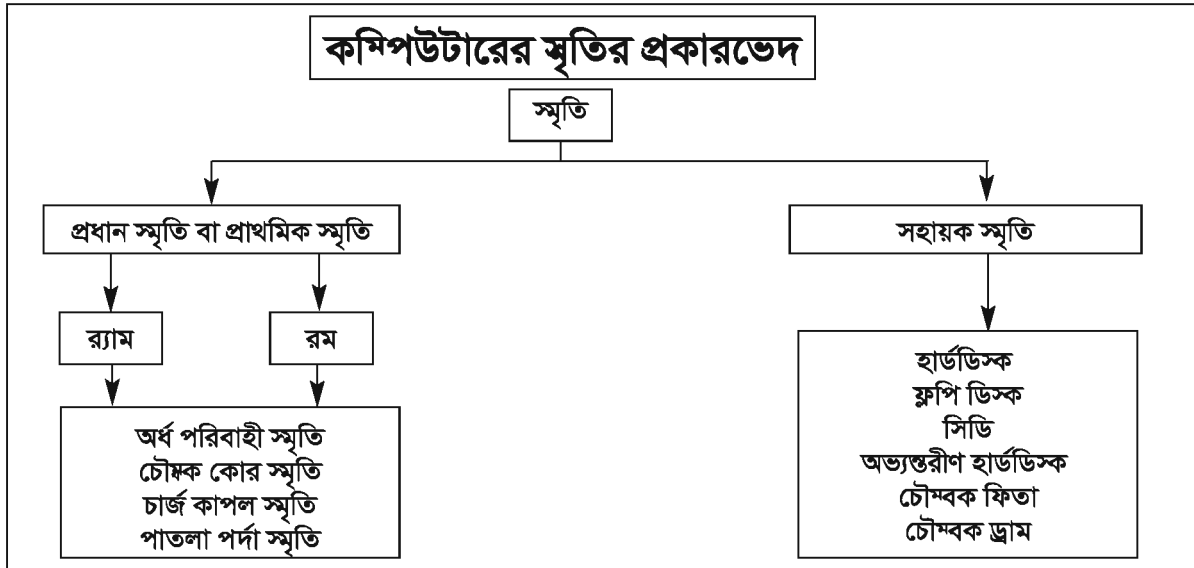 কম্পিউটারের স্মৃতির প্রকারভেদ
স্মৃতি
প্রধান স্মৃতি বা প্রাথমিক স্মৃতি
সহায়ক স্মৃতি
র‍্যাম
রম
অর্ধ পরিবাহী স্মৃতি
চৌম্বক কোর স্মৃতি
চার্জ কাপল স্মৃতি
পাতলা পর্দা স্মৃতি
হার্ডডিস্ক
ফ্লপি ডিস্ক
সিডি
অভ্যন্তরীণ হার্ডডিস্ক
চৌম্বক ফিতা
চৌম্বক ড্রাম